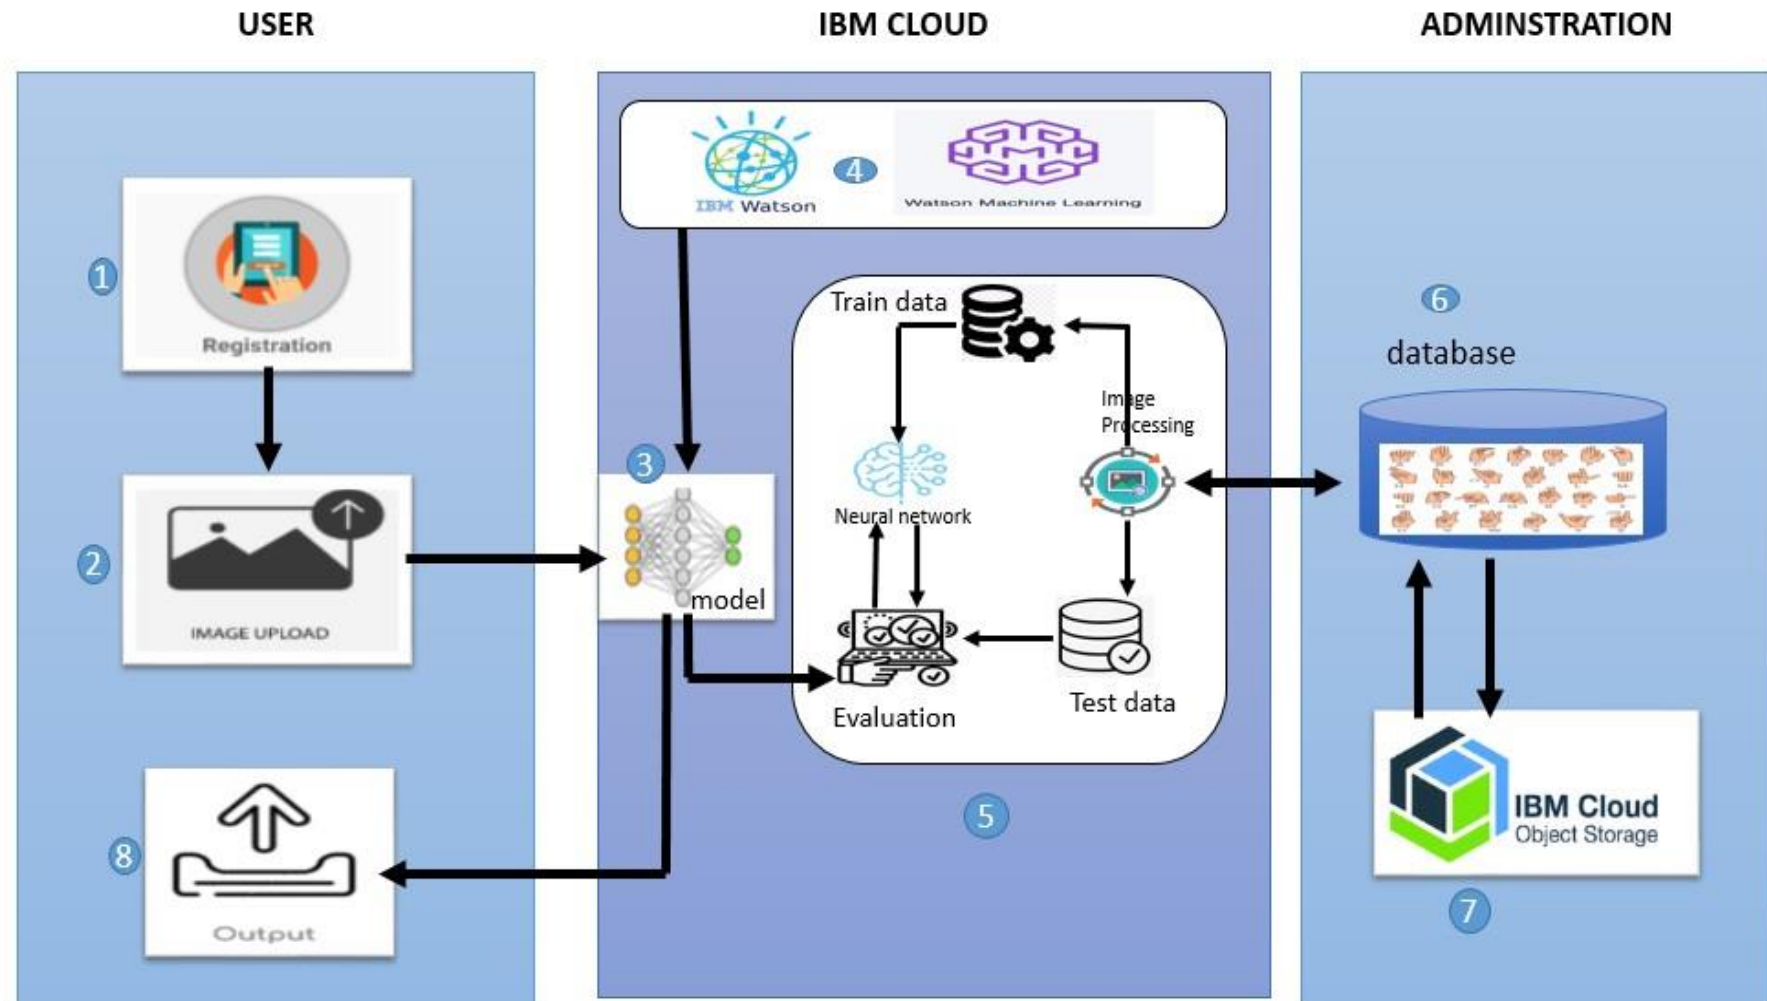 USER
IBM CLOUD
ADMINSTRATION
1
Registration
2
IMAGE UPLOAD
8
Output
IBM Watson
4
Watson Machine Learning
3
model
Train data
Image
Processing
Neural network
Evaluation
Test data
5
6
database
IBM Cloud
Object Storage
7